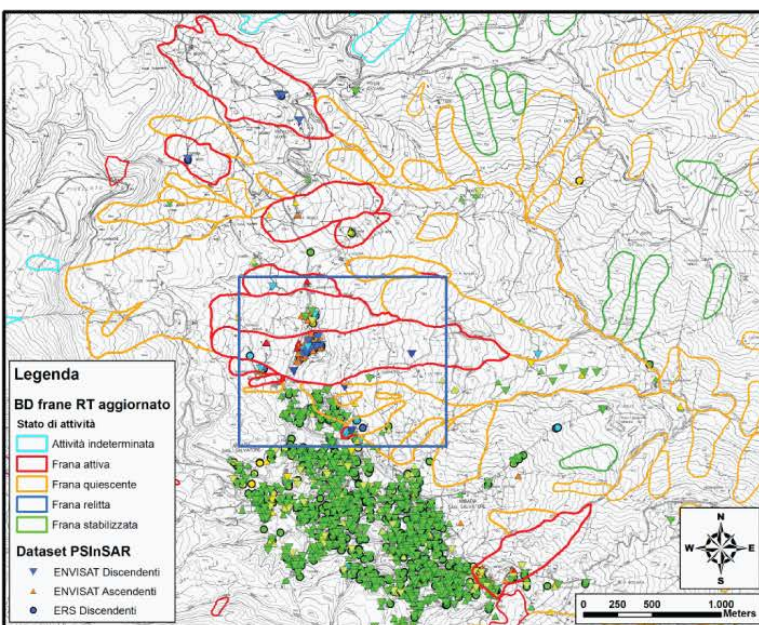 Legenda
BD frane RT aggiornato
Stato di attività
Attività indeterminata
Frana attiva
Frana quiescente
Frana relitta
Frana stabilizzata
Dataset PSInSAR
ENVISAT Discendenti
ENVISAT Ascendenti
ERS Discendenti
N
W E
S
0 250 500 1.000
Meters